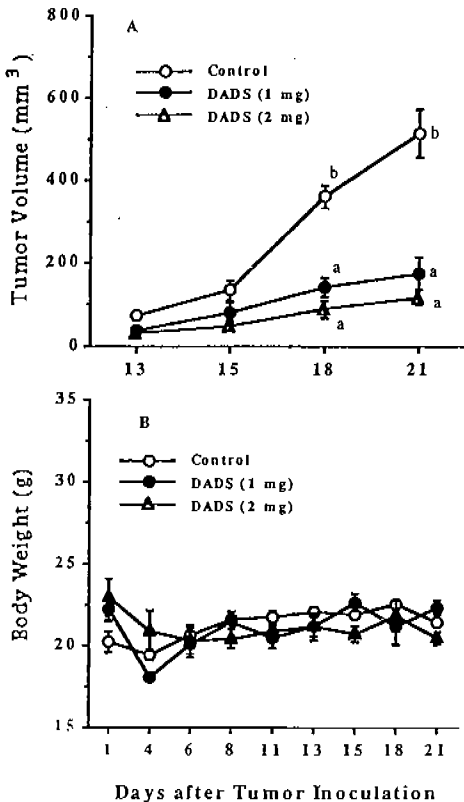 A
800
600
400
200
0
Tumor Volume (mm³)
Control
DADS (1 mg)
DADS (2 mg)
b
b
a
a
a
a
13 15 18 21
B
35
30
25
20
15
Body Weight (g)
Control
DADS (1 mg)
DADS (2 mg)
1 4 6 8 11 13 15 18 21
Days after Tumor Inoculation